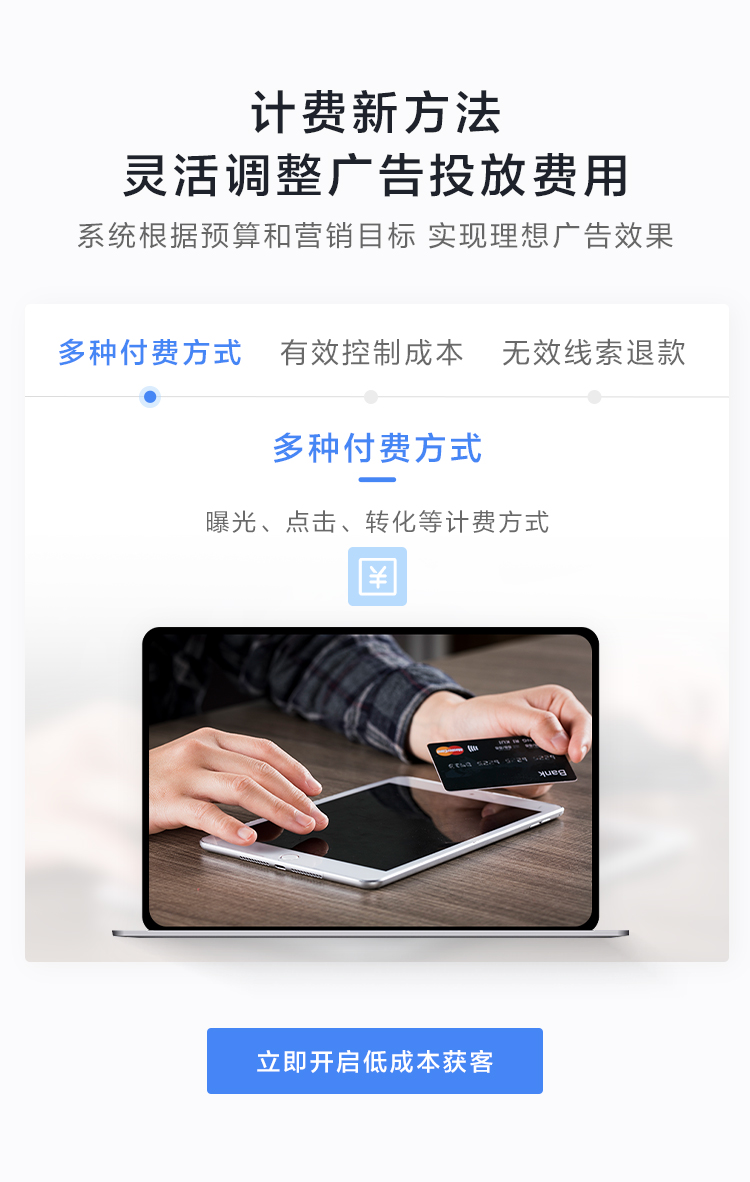 计费新方法
灵活调整广告投放费用
系统根据预算和营销目标 实现理想广告效果
多种付费方式 有效控制成本 无效线索退款
多种付费方式
曝光、点击、转化等计费方式
¥
Bank
立即开启低成本获客